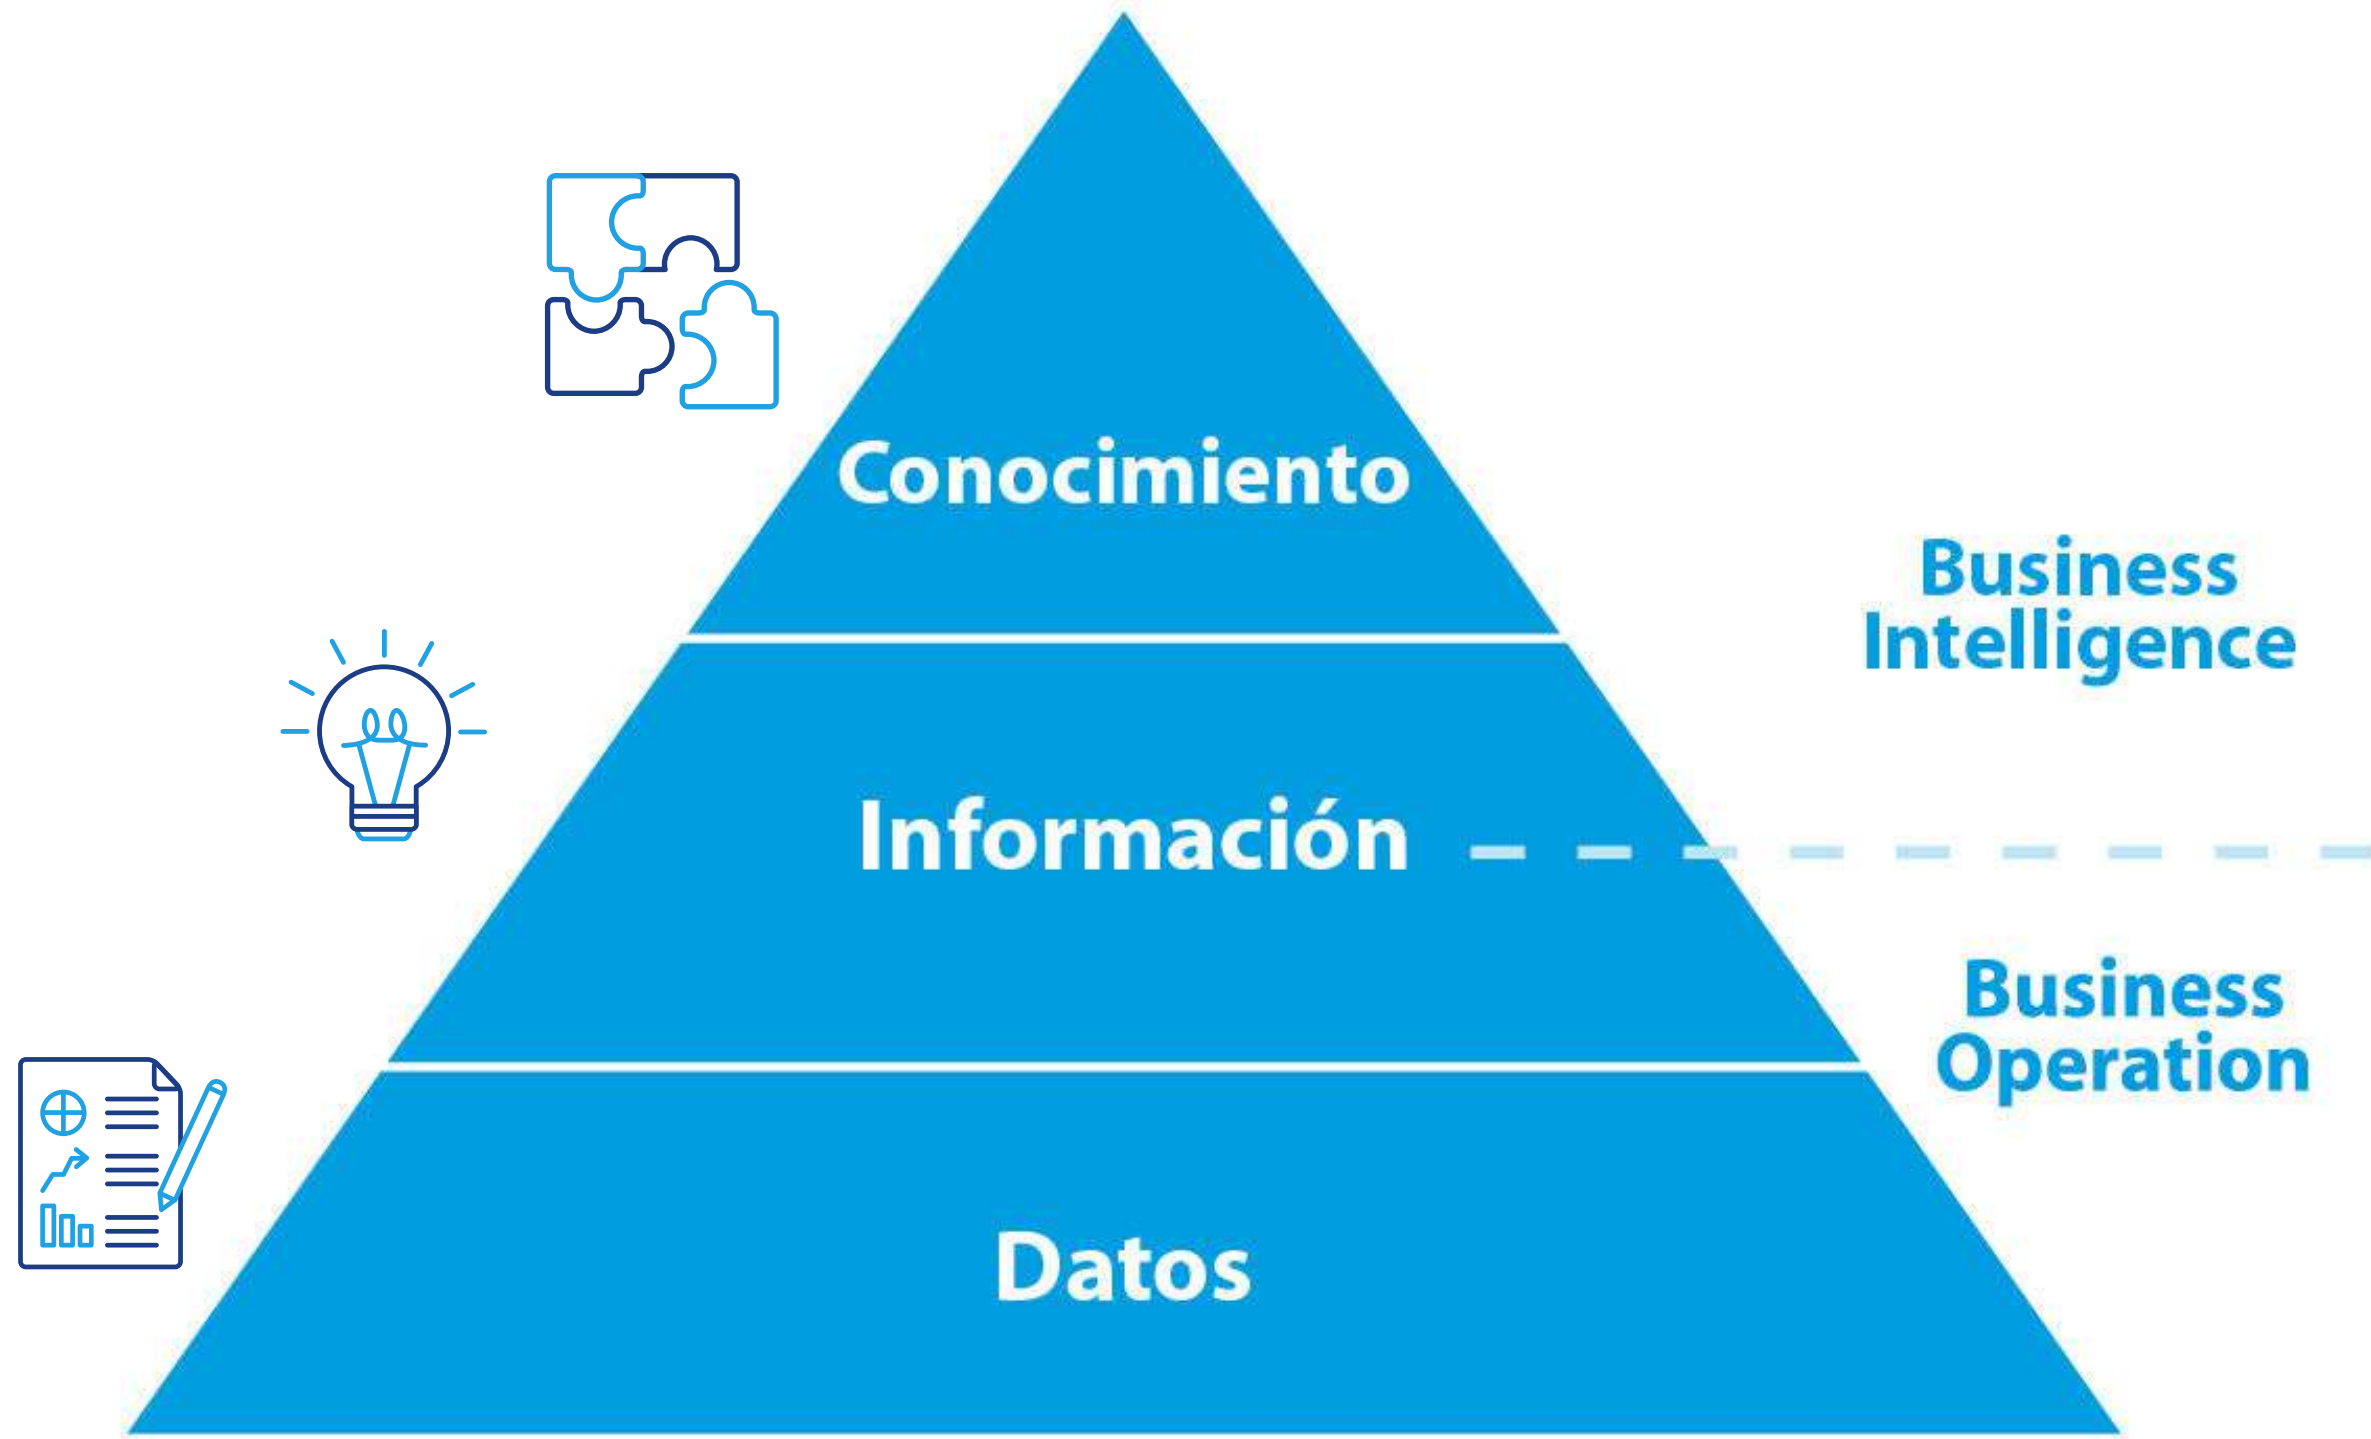 Conocimiento
Business
Intelligence
Información
Business
Operation
Datos